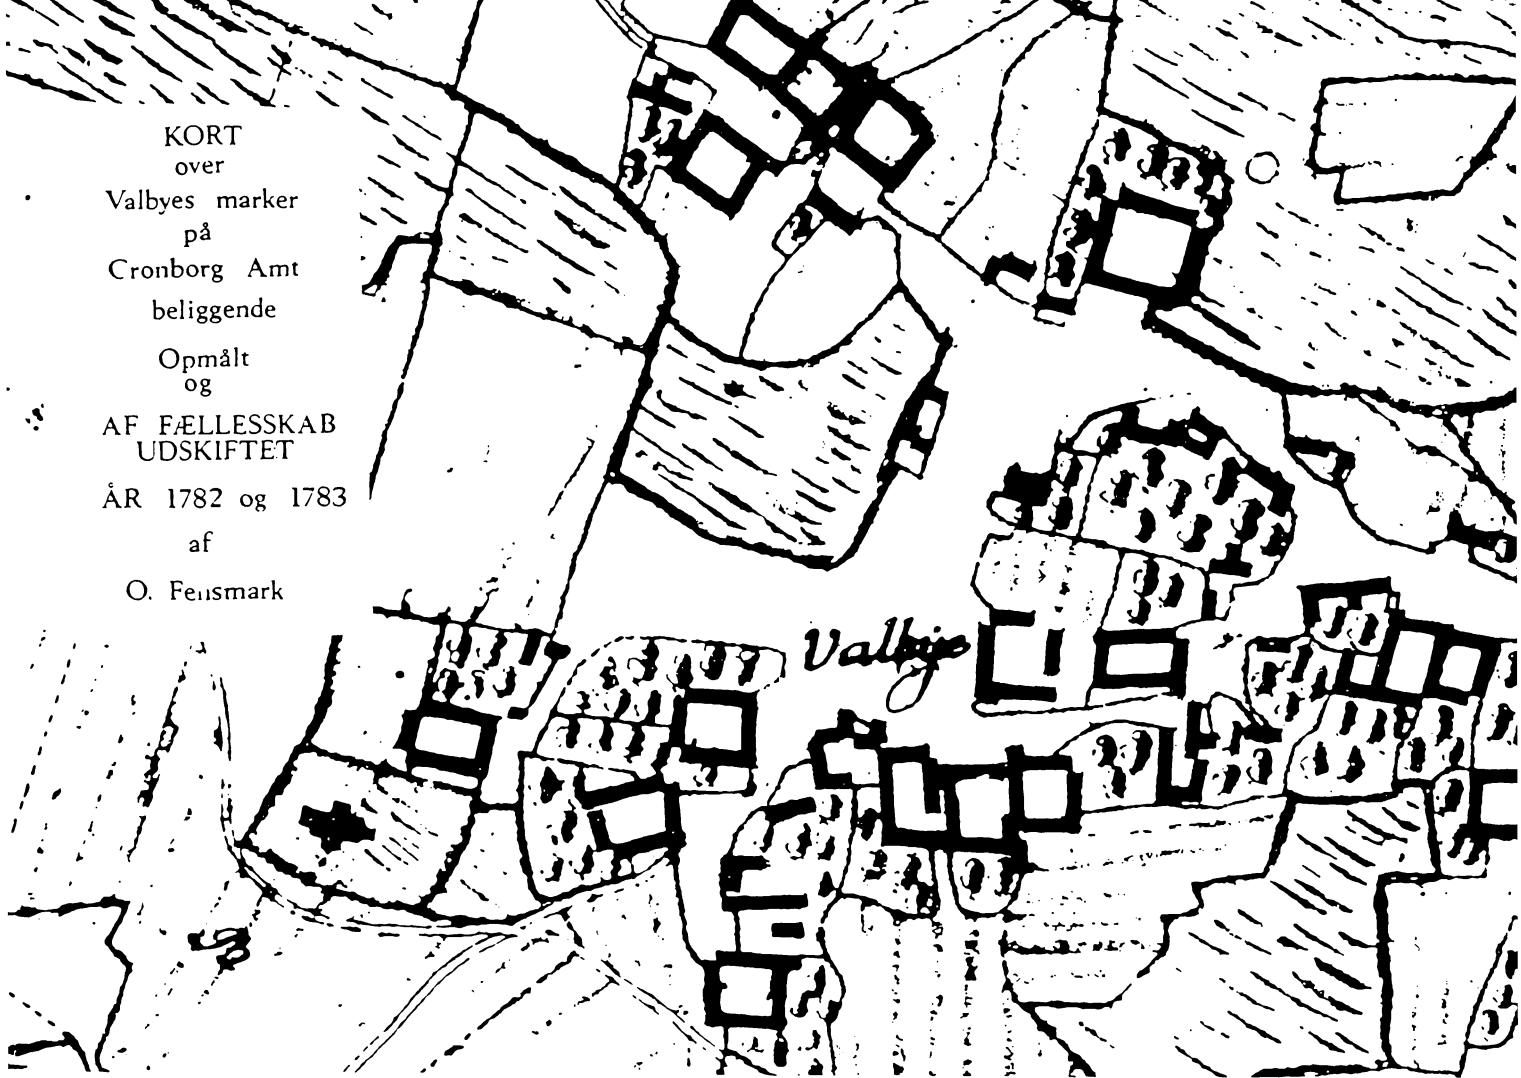 KORT
over
Valbyes marker
på
Cronborg Amt
beliggende
Opmålt
og
AF FÆLLESSKAB
UDSKIFTET
ÅR 1782 og 1783
af
O. Fensmark
Valbye